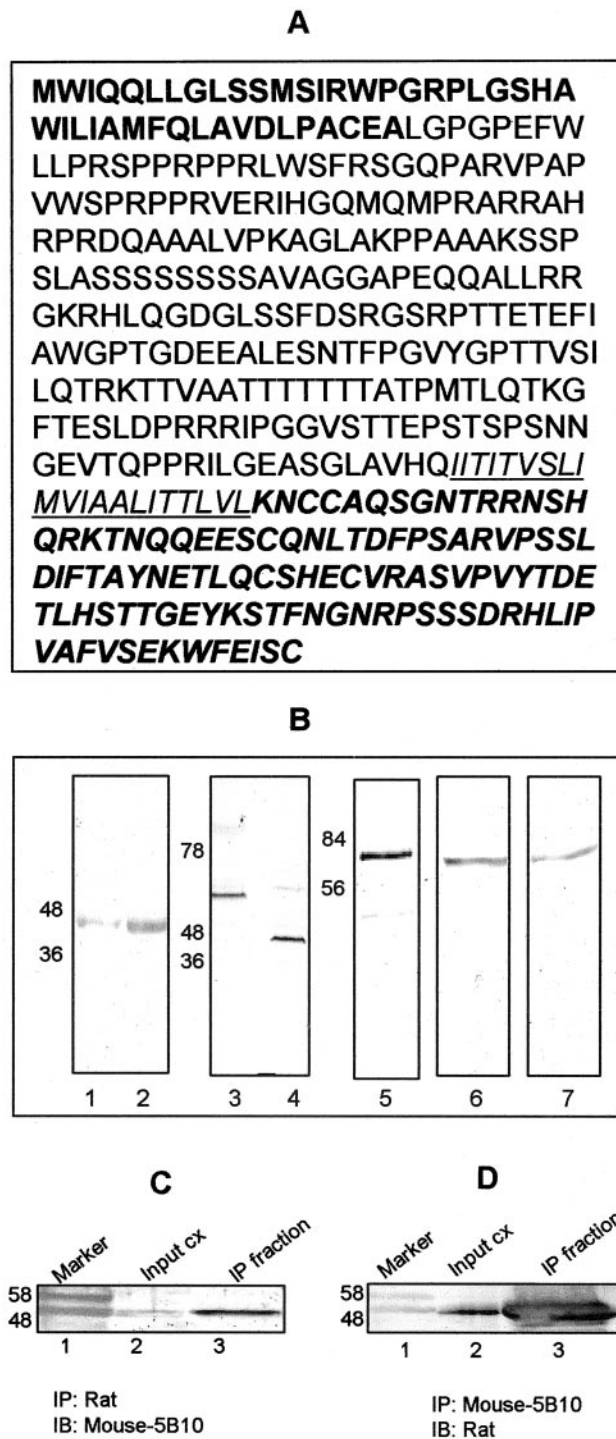 A
MWIQQLLGLSSMSIRWPGRPLGSHA
WILIAMFQLAVDLPACEALGPGPEFW
LLPRSPPRPPRLWSFRSGQPARVPAP
VWSPRPPRVERIHGQMQMPRARRAH
RPRDQAAALVPKAGLAKPPAAAKSSP
SLASSSSSSSSAVAGGAPEQQALLRR
GKRHLQGDGLSSFDSRGSRPTTETEFI
AWGPTGDEEALESNTFPGVYGPTTVSI
LQTRKTTVAATTTTTTTATPMTLQTKG
FTESLDPRRRIPGGVSTTEPSTSPSNN
GEVTQPPRILGEASGLAVHQIITITVSLI
MVIAALITTLVLKNCCAQSGNTRRNSH
QRKTNQQEESCQNLTDFPSARVPSSL
DIFTAYNETLQCSHECVRASVPVYTDE
TLHSTTGEYKSTFNGNRPSSSDRHLIP
VAFVSEKWFEISC
B
48
36
78
48
36
84
56
1 2 3 4 5 6 7
C
Marker Input cx IP fraction
58
48
1 2 3
IP: Rat
IB: Mouse-5B10
D
Marker Input cx IP fraction
58
48
1 2 3
IP: Mouse-5B10
IB: Rat